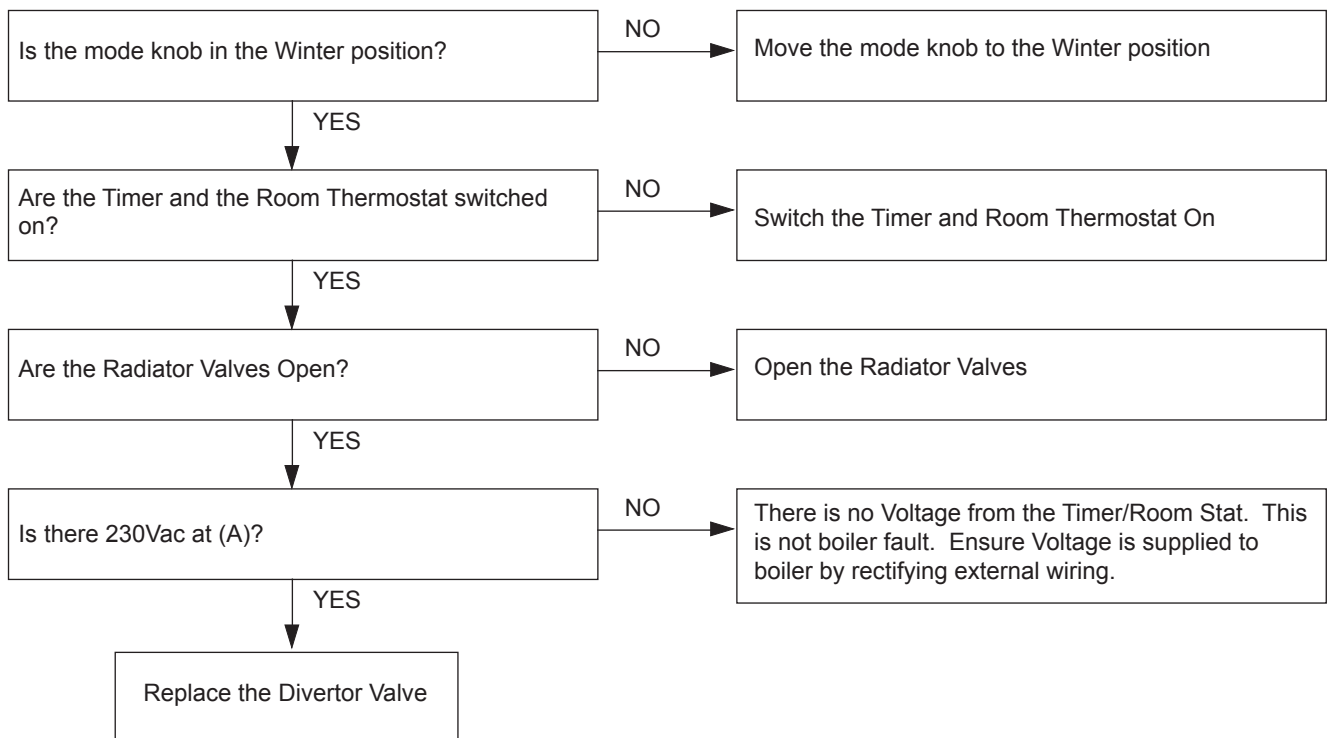 Is the mode knob in the Winter position?
NO
Move the mode knob to the Winter position
YES
Are the Timer and the Room Thermostat switched
on?
NO
Switch the Timer and Room Thermostat On
YES
Are the Radiator Valves Open?
NO
Open the Radiator Valves
YES
Is there 230Vac at (A)?
NO
There is no Voltage from the Timer/Room Stat.  This
is not boiler fault.  Ensure Voltage is supplied to
boiler by rectifying external wiring.
YES
Replace the Divertor Valve